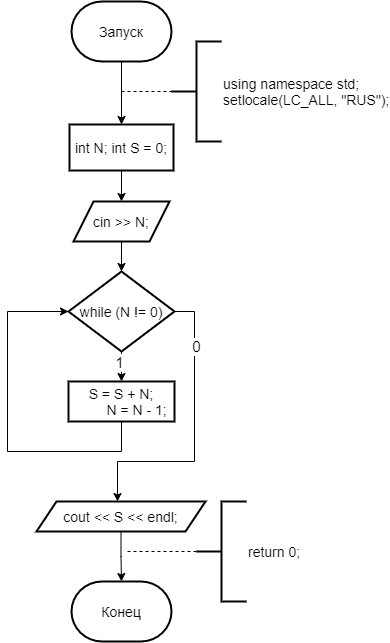 Запуск
using namespace std;
setlocale(LC_ALL, "RUS");
int N; int S = 0;
cin >> N;
while (N != 0)
0
1
S = S + N;
N = N - 1;
cout << S << endl;
return 0;
Конец